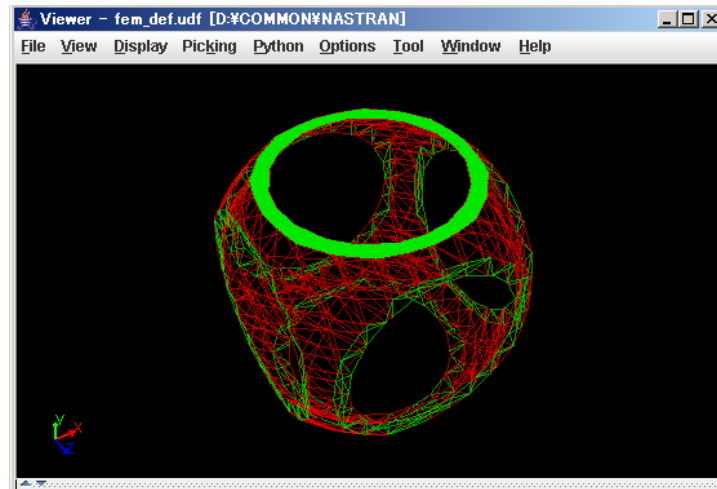 Viewer - fem_def.udf [D:¥COMMON¥NASTRAN]
File View Display Picking Python Options Tool Window Help
Y
X
Z